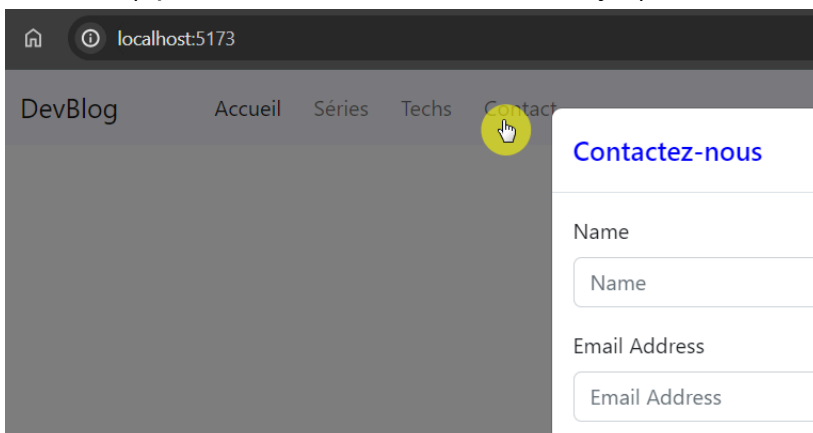 localhost:5173
DevBlog Accueil Séries Techs Contact
Contactez-nous
Name
Name
Email Address
Email Address